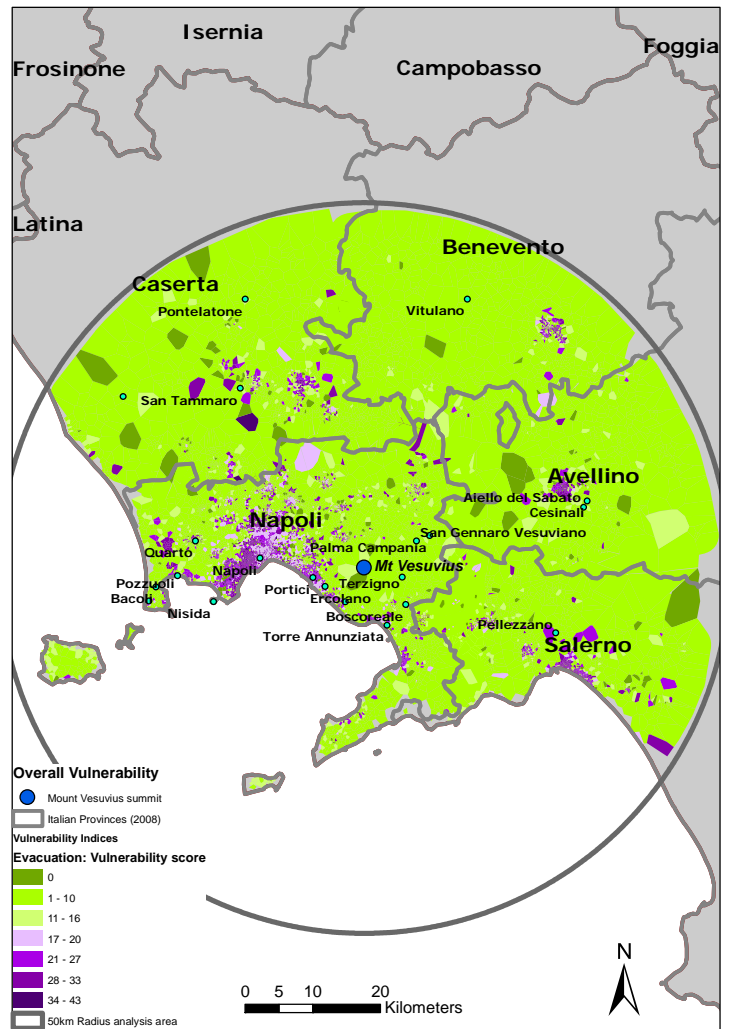 Isernia
Foggia
Frosinone
Campobasso
Latina
Benevento
Caserta
Pontelatone
Vitulano
San Tammaro
Avellino
Aiello del Sabato
Cesinali
Napoli
San Gennaro Vesuviano
Palma Campania
Quarto
Napoli
Mt Vesuvius
Pozzuoli
Portici
Terzigno
Bacoli
Ercolano
Nisida
Boscoreale
Pellezzano
Torre Annunziata
Salerno
Overall Vulnerability
Mount Vesuvius summit
Italian Provinces (2008)
Vulnerability Indices
Evacuation: Vulnerability score
0
1 - 10
11 - 16
17 - 20
21 - 27
28 - 33
34 - 43
50km Radius analysis area
0 5 10 20
Kilometers
N